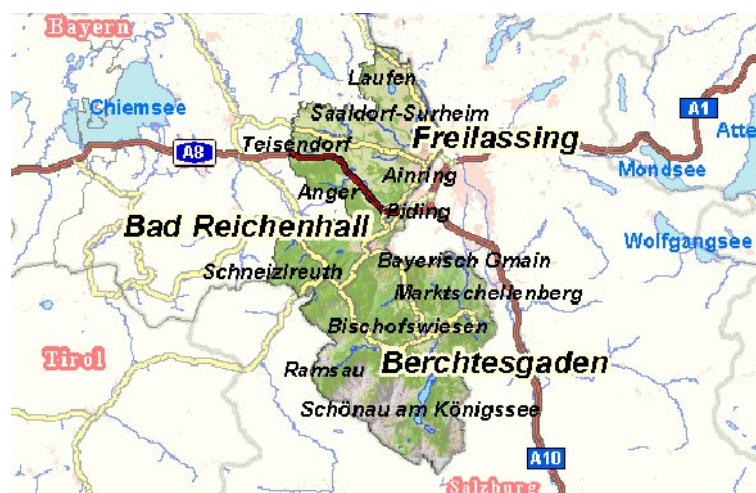 Bayern
Laufen
Chiemsee
Saaldorf-Surheim
A1
Atte
Freilassing
Teisendorf
A8
Mondsee
Ainring
Anger
Piding
Bad Reichenhall
Wolfgangsee
Bayerisch Gmain
Schneizlreuth
Marktschellenberg
Bischofswiesen
Tirol
Ramsau
Berchtesgaden
Schönau am Königssee
A10
Salzburg